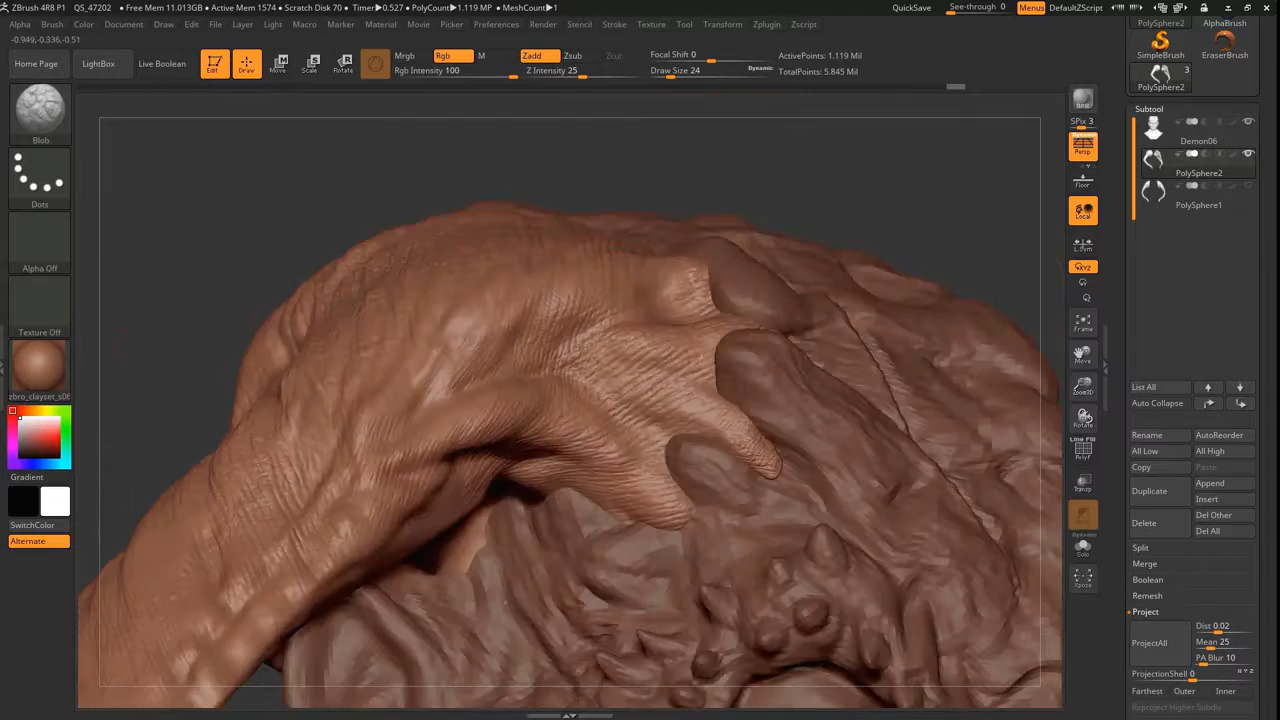 ZBrush 4R8 P1 QS_47202 • Free Mem 11.013GB • Active Mem 1574 • Scratch Disk 70 • Timer▶0.527 • PolyCount▶1.119 MP • MeshCount▶1 QuickSave See-through 0 Menus DefaultZScript
Alpha Brush Color Document Draw Edit File Layer Light Macro Marker Material Movie Picker Preferences Render Stencil Stroke Texture Tool Transform Zplugin Zscript
-0.949,-0.336,-0.51
Home Page LightBox Live Boolean Edit Draw Move Scale Rotate
Mrgb Rgb M Zadd Zsub Zcut Focal Shift 0 ActivePoints: 1.119 Mil
Rgb Intensity 100 Z Intensity 25 Draw Size 24 Dynamic TotalPoints: 5.845 Mil
Blob
Dots
Alpha Off
Texture Off
zbro_clayset_s06
Gradient
SwitchColor
Alternate
BPR
SPix 3
Dynamic
Persp
Floor
Local
L.Sym
XYZ
Frame
Move
Zoom3D
Rotate
Line Fill
PolyF
Transp
Dynamic
Solo
Xpose
PolySphere2 AlphaBrush
SimpleBrush EraserBrush
3
PolySphere2
Subtool
Demon06
PolySphere2
PolySphere1
List All
Auto Collapse
Rename AutoReorder
All Low All High
Copy Paste
Duplicate Append
Insert
Delete Del Other
Del All
Split
Merge
Boolean
Remesh
Project
ProjectAll Dist 0.02
Mean 25
PA Blur 10
ProjectionShell 0
Farthest Outer Inner
Reproject Higher Subdiv